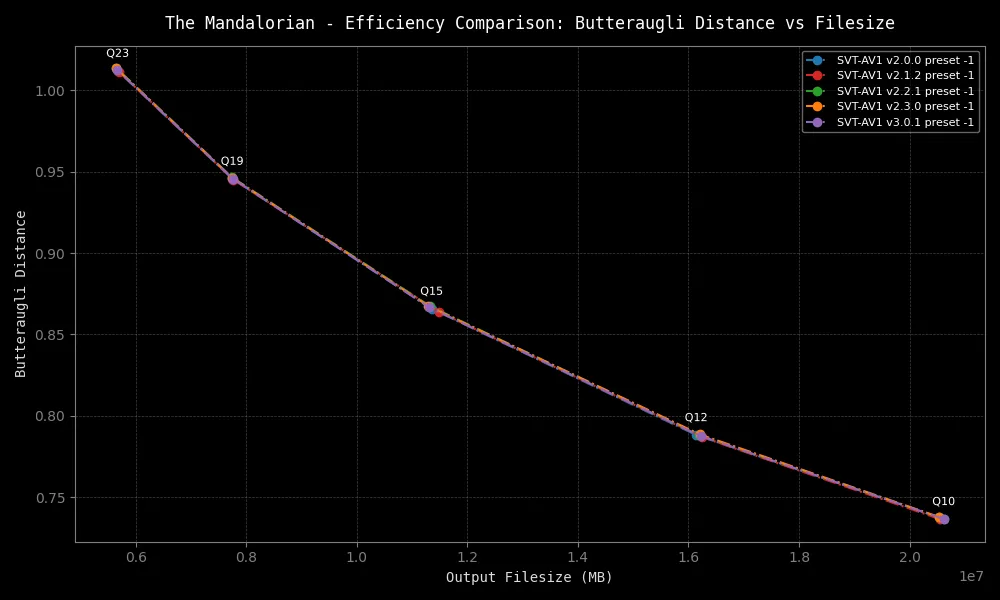 The Mandalorian - Efficiency Comparison: Butteraugli Distance vs Filesize
Q23
SVT-AV1 v2.0.0 preset -1
SVT-AV1 v2.1.2 preset -1
SVT-AV1 v2.2.1 preset -1
SVT-AV1 v2.3.0 preset -1
SVT-AV1 v3.0.1 preset -1
1.00
Q19
0.95
0.90
Q15
0.85
Q12
0.80
Q10
0.75
Butteraugli Distance
0.6 0.8 1.0 1.2 1.4 1.6 1.8 2.0
1e7
Output Filesize (MB)